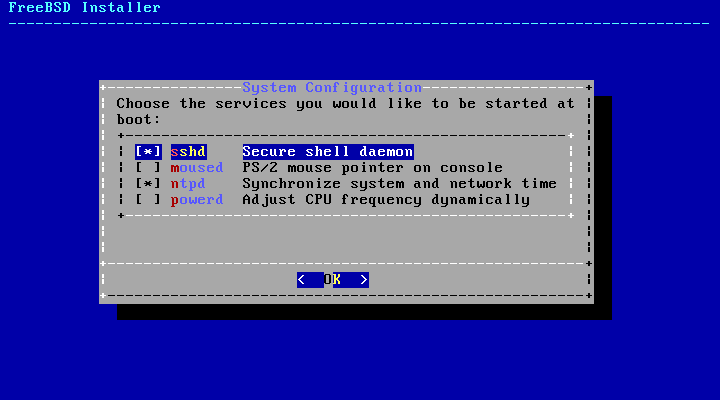 FreeBSD Installer
System Configuration
Choose the services you would like to be started at
boot:
[*] sshd Secure shell daemon
[ ] moused PS/2 mouse pointer on console
[*] ntpd Synchronize system and network time
[ ] powerd Adjust CPU frequency dynamically
< OK >